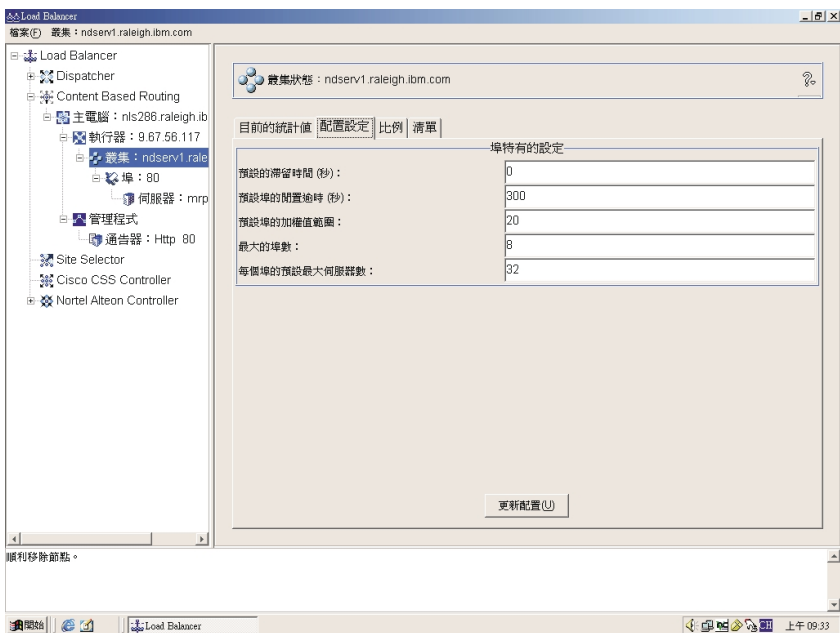 Load Balancer
檔案(F) 叢集：ndserv1.raleigh.ibm.com
Load Balancer
Dispatcher
Content Based Routing
主電腦：nls286.raleigh.ib
執行器：9.67.56.117
叢集：ndserv1.rale
埠：80
伺服器：mrp
管理程式
通告器：Http 80
Site Selector
Cisco CSS Controller
Nortel Alteon Controller
叢集狀態：ndserv1.raleigh.ibm.com
目前的統計值 配置設定 比例 清單
埠特有的設定
預設的滯留時間 (秒)： 0
預設埠的閒置逾時 (秒)： 300
預設埠的加權值範圍： 20
最大的埠數： 8
每個埠的預設最大伺服器數： 32
更新配置(U)
順利移除節點。
開始 Load Balancer CH 上午 09:33